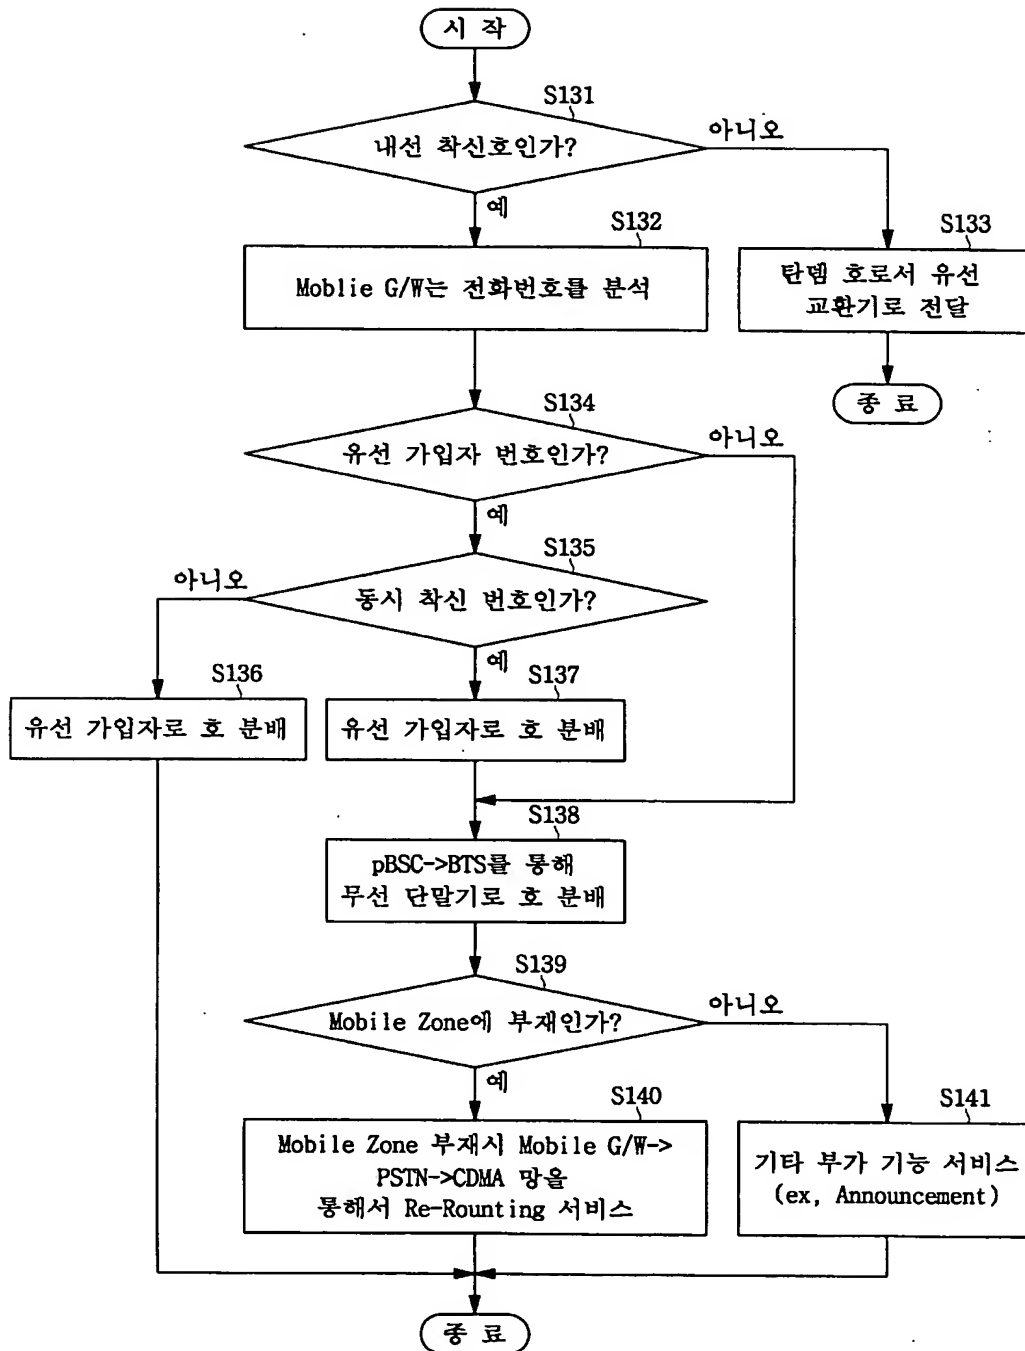 시 작
S131
내선 착신호인가?
아니오
예
S132
Moblie G/W는 전화번호를 분석
S133
탄뎀 호로서 유선
교환기로 전달
종 료
S134
유선 가입자 번호인가?
아니오
예
S135
동시 착신 번호인가?
아니오
예
S136
유선 가입자로 호 분배
S137
유선 가입자로 호 분배
S138
pBSC->BTS를 통해
무선 단말기로 호 분배
S139
Mobile Zone에 부재인가?
아니오
예
S140
Mobile Zone 부재시 Mobile G/W->
PSTN->CDMA 망을
통해서 Re-Rounting 서비스
S141
기타 부가 기능 서비스
(ex, Announcement)
종 료